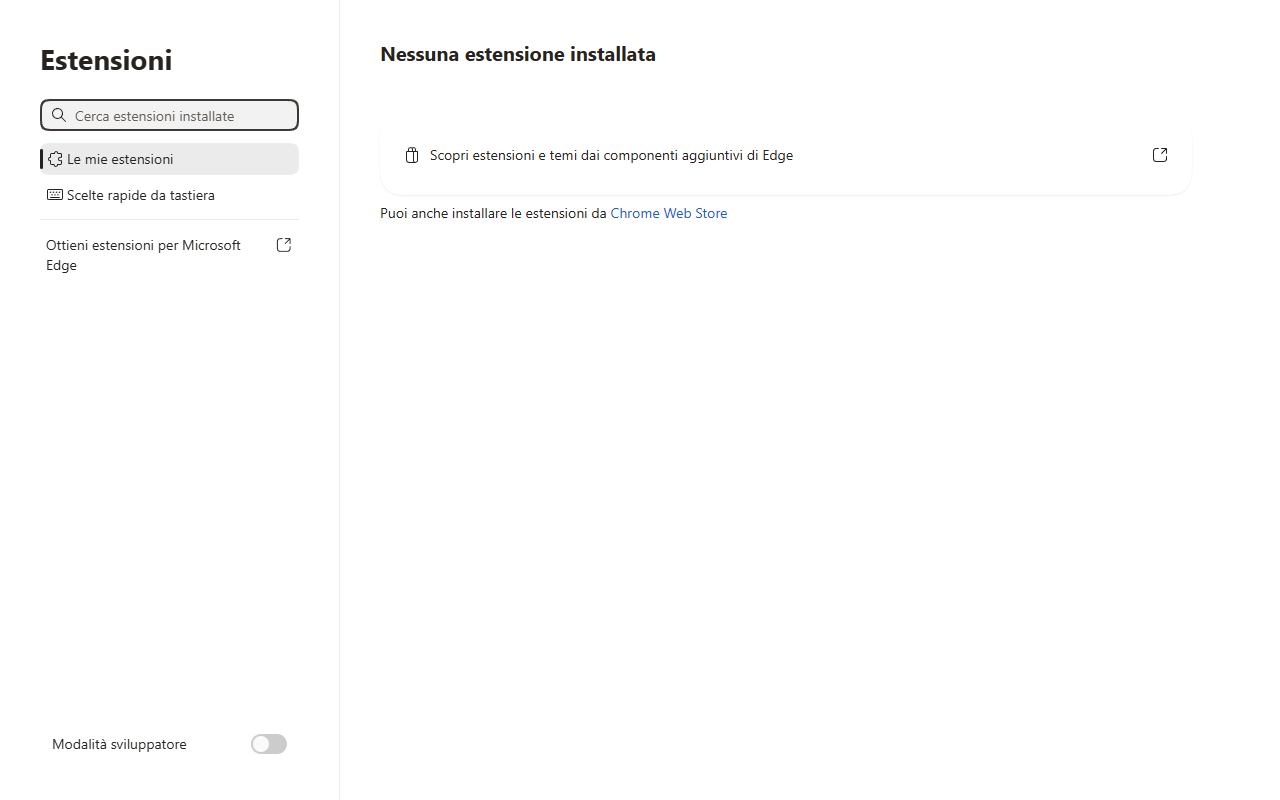 Estensioni
Cerca estensioni installate
Le mie estensioni
Scelte rapide da tastiera
Ottieni estensioni per Microsoft
Edge
Modalità sviluppatore
Nessuna estensione installata
Scopri estensioni e temi dai componenti aggiuntivi di Edge
Puoi anche installare le estensioni da Chrome Web Store